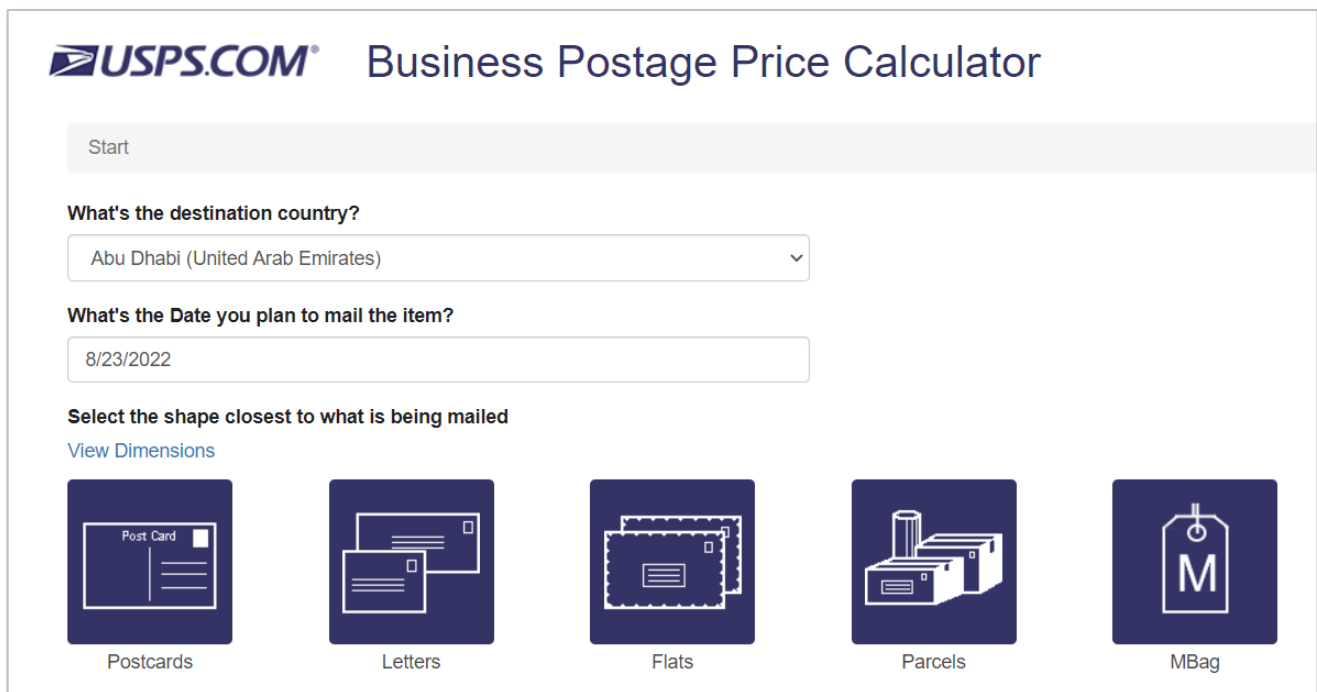 USPS.COM® Business Postage Price Calculator
Start
What's the destination country?
Abu Dhabi (United Arab Emirates)
What's the Date you plan to mail the item?
8/23/2022
Select the shape closest to what is being mailed
View Dimensions
Post Card
M
Postcards Letters Flats Parcels MBag